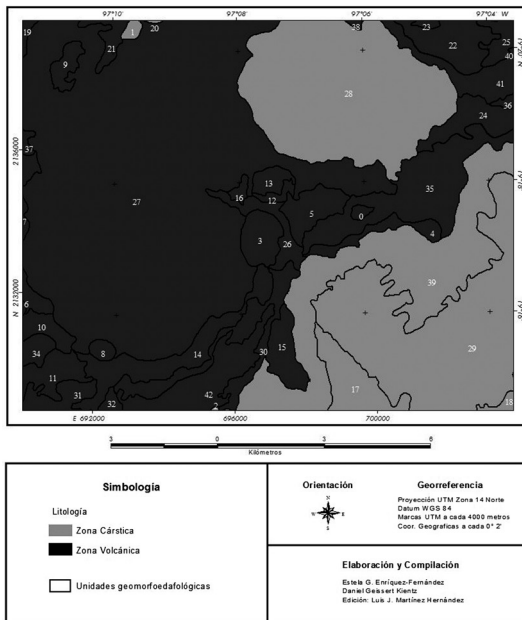 97°10' 97°08' 97°06' 97°04' W
19 1 20 38 23 22 25 40
21 9 28 41 36 24
2136000
37 13 16 12 35
27 5 0
7 3 26 4
N 2132000
6 39
10 34 8 14 30 15 29
11 31 32 42 2 17 18
E 692000 696000 700000
3 0 3 6
Kilómetros
Simbología
Litología
Zona Cárstica
Zona Volcánica
Unidades geomorfoedafológicas
Orientación
N
W E
S
Georreferencia
Proyección UTM Zona 14 Norte
Datum WGS 84
Marcas UTM a cada 4000 metros
Coor. Geograficas a cada 0° 2'
Elaboración y Compilación
Estela G. Enríquez-Fernández
Daniel Geissert Kientz
Edición: Luis J. Martínez Hernández